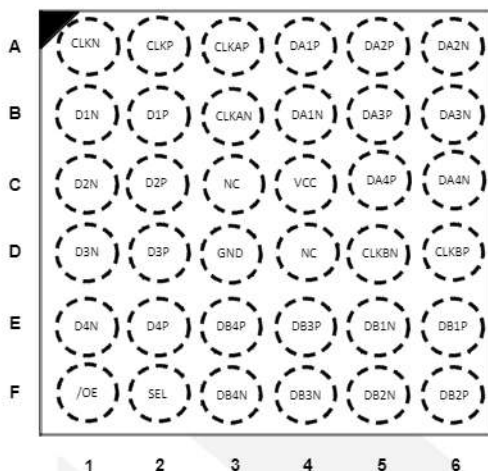 A CLKN CLKP CLKAP DA1P DA2P DA2N
B D1N D1P CLKAN DA1N DA3P DA3N
C D2N D2P NC VCC DA4P DA4N
D D3N D3P GND NC CLKBN CLKBP
E D4N D4P DB4P DB3P DB1N DB1P
F /OE SEL DB4N DB3N DB2N DB2P
1 2 3 4 5 6